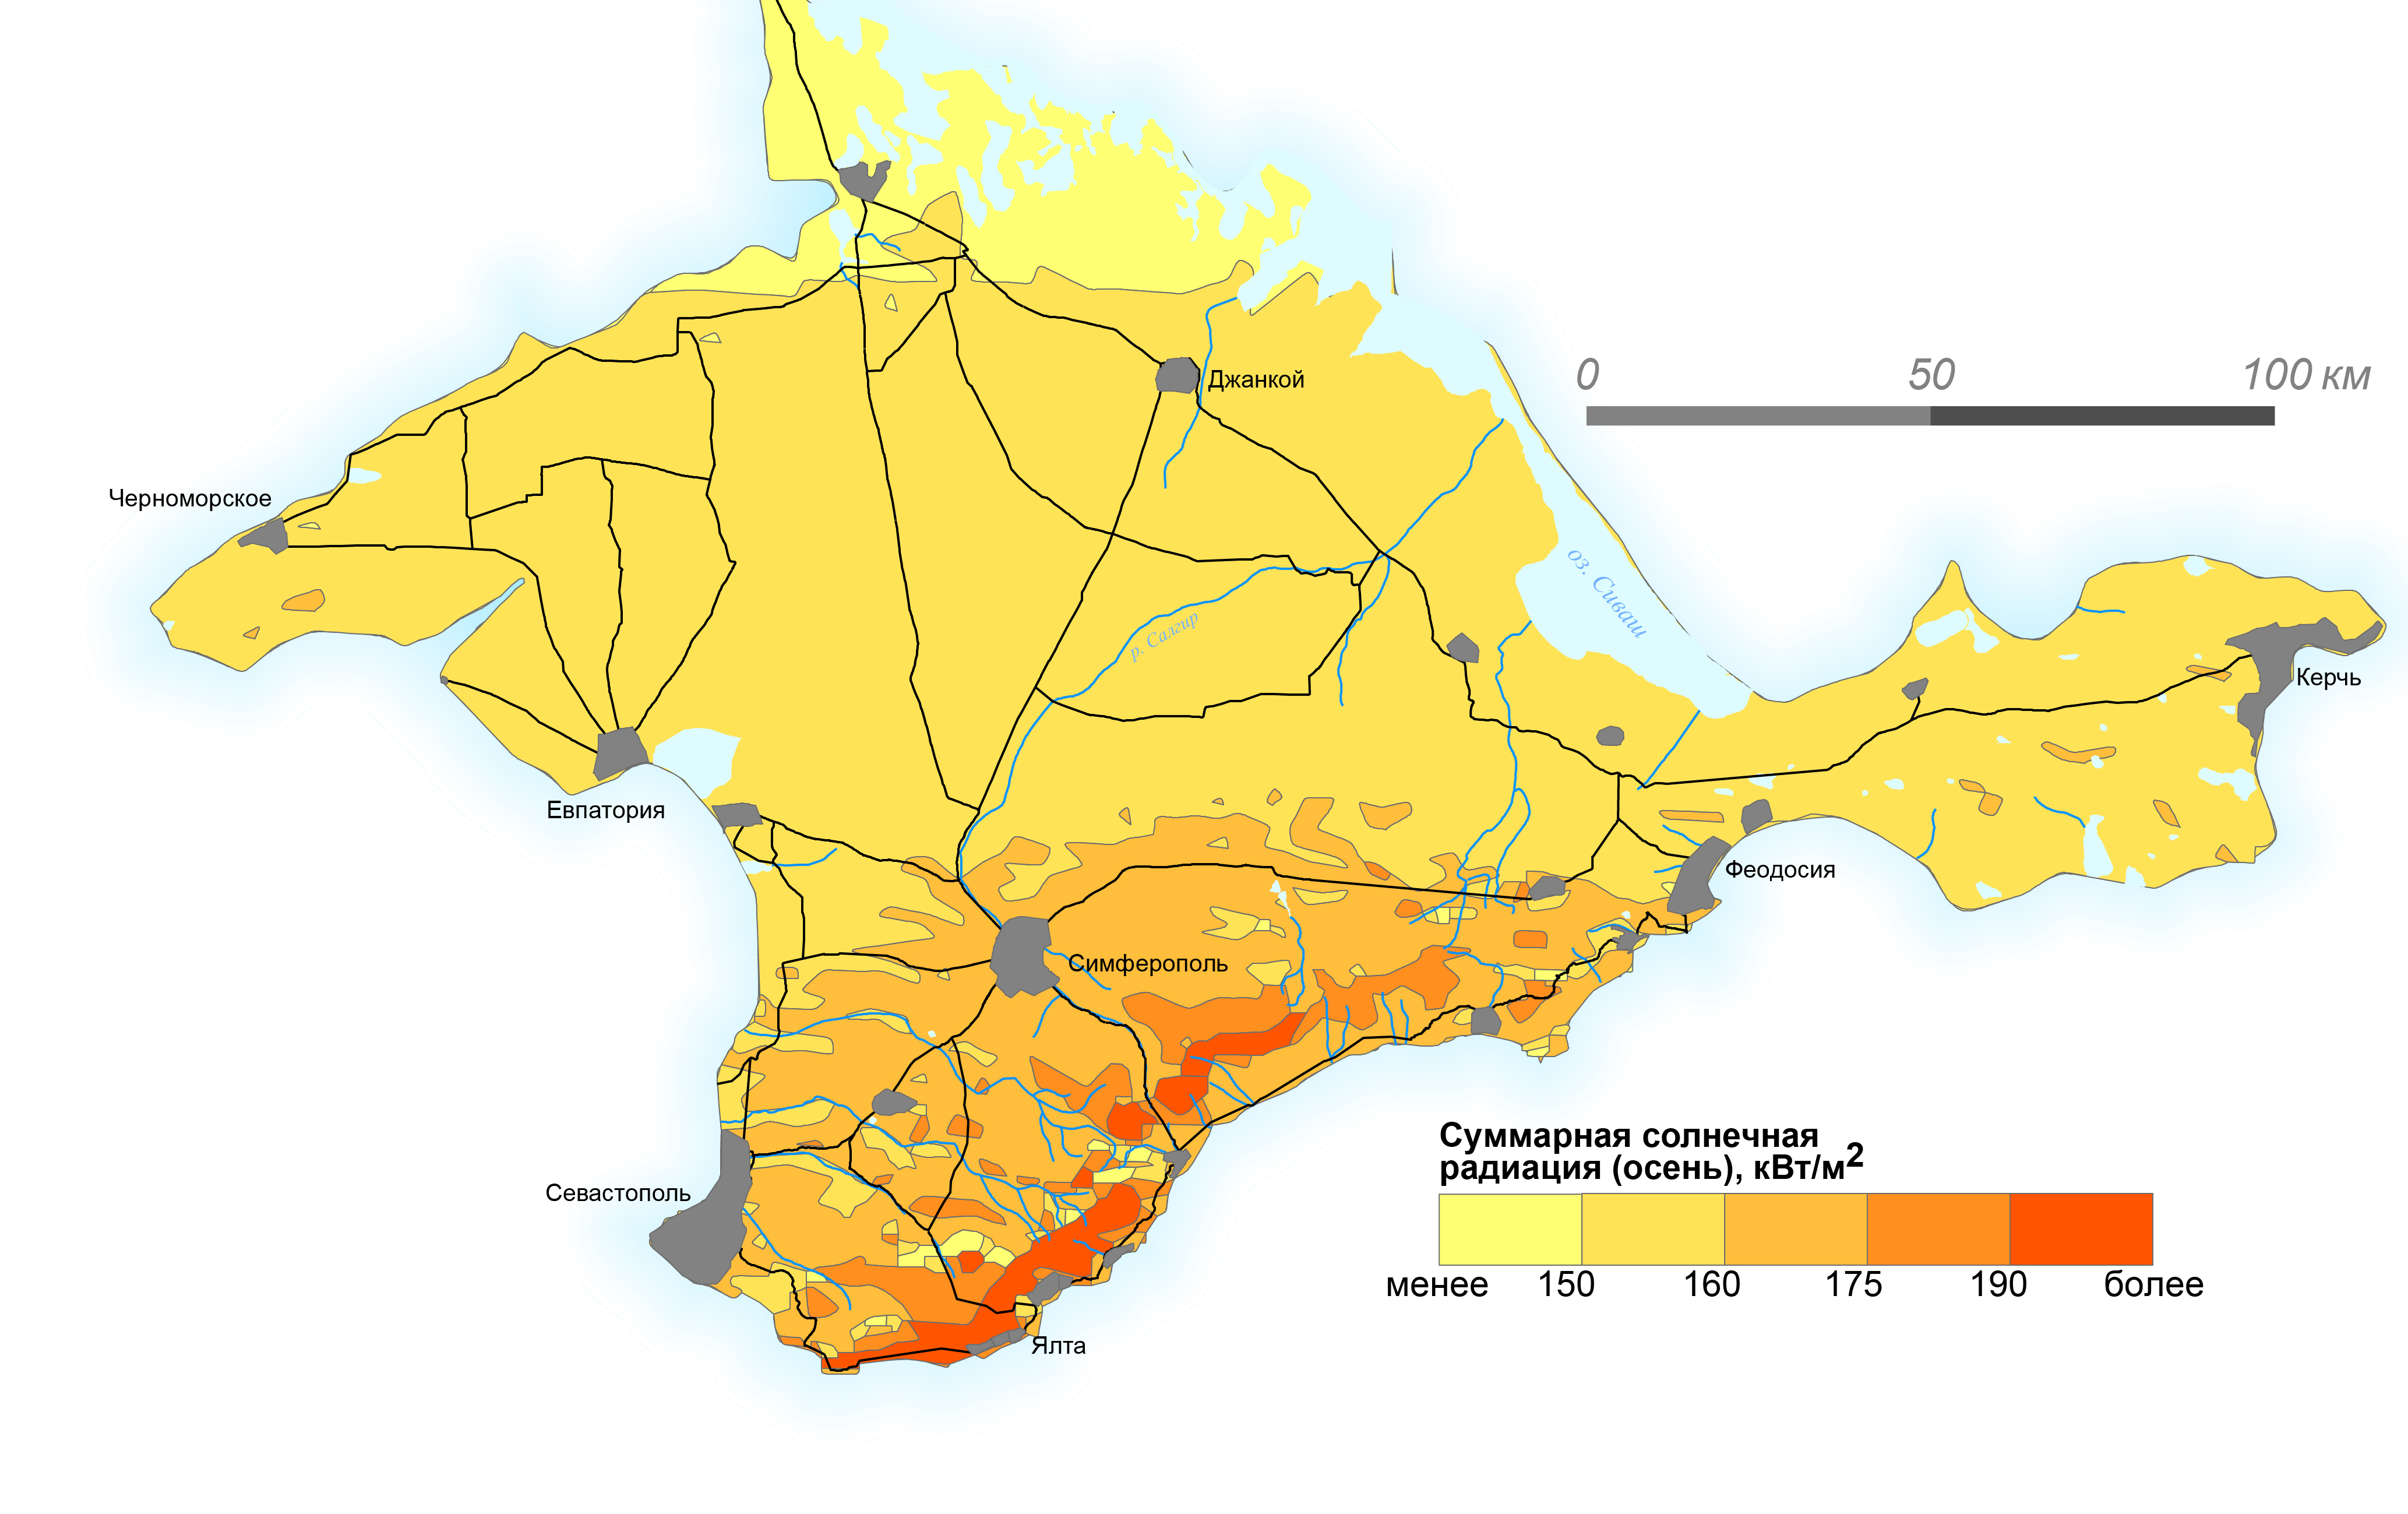 0 50 100 км
Джанкой
Черноморское
оз. Сиваш
р. Салгир
Керчь
Евпатория
Феодосия
Симферополь
Севастополь
Ялта
Суммарная солнечная
радиация (осень), кВт/м2
менее 150 160 175 190 более